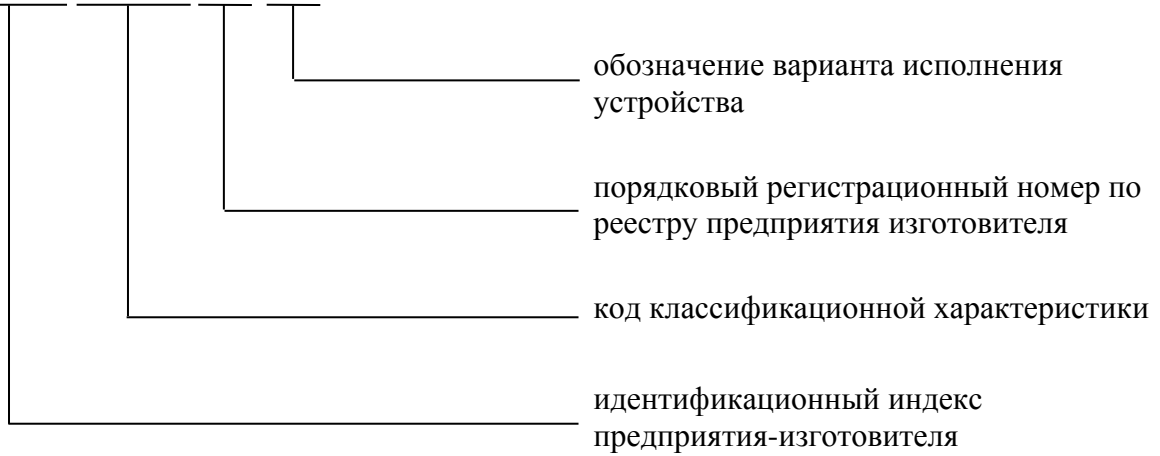 обозначение варианта исполнения
устройства
порядковый регистрационный номер по
реестру предприятия изготовителя
код классификационной характеристики
идентификационный индекс
предприятия-изготовителя